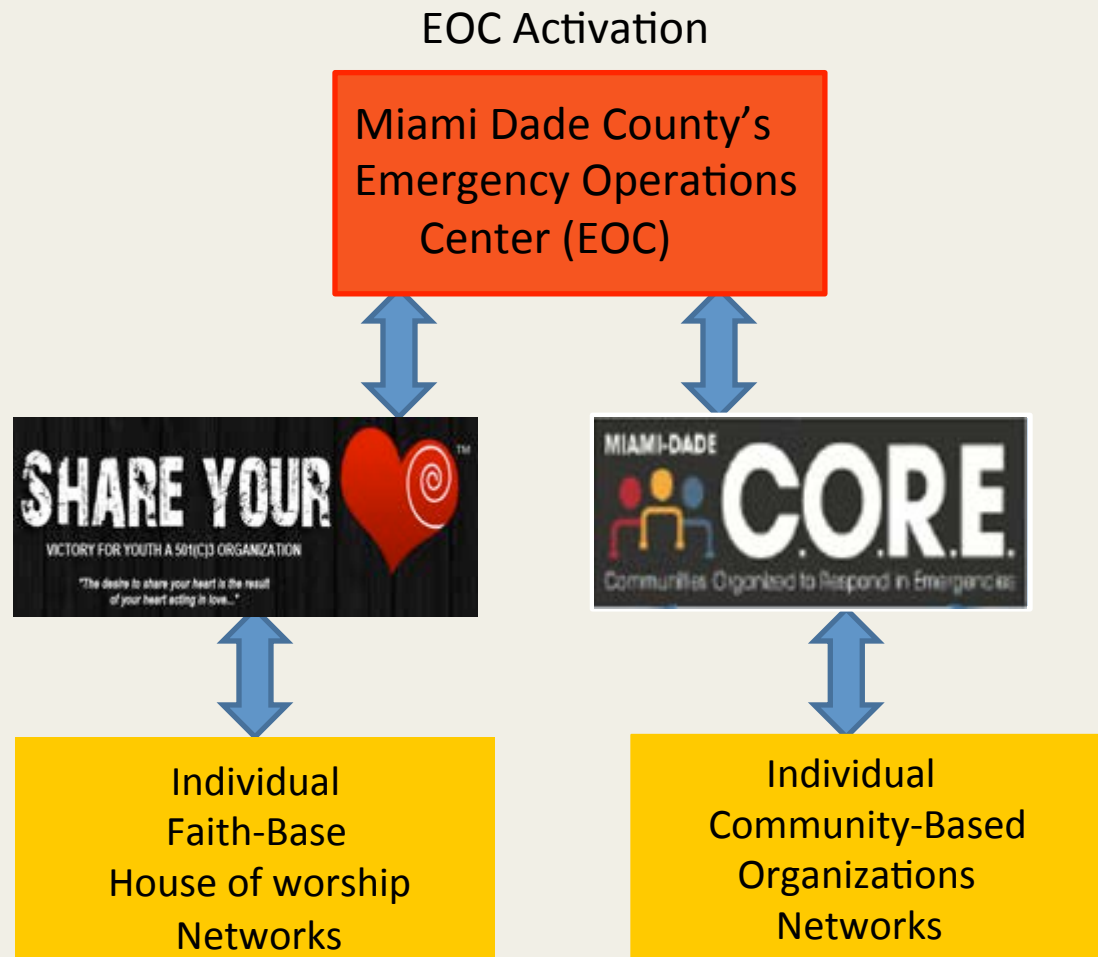 EOC Activation
Miami Dade County’s
Emergency Operations
Center (EOC)
SHARE YOUR
TM
VICTORY FOR YOUTH A 501(C)3 ORGANIZATION
"The desire to share your heart is the result
of your heart acting in love..."
MIAMI-DADE
C.O.R.E.
Communities Organized to Respond in Emergencies
Individual
Faith-Base
House of worship
Networks
Individual
Community-Based
Organizations
Networks